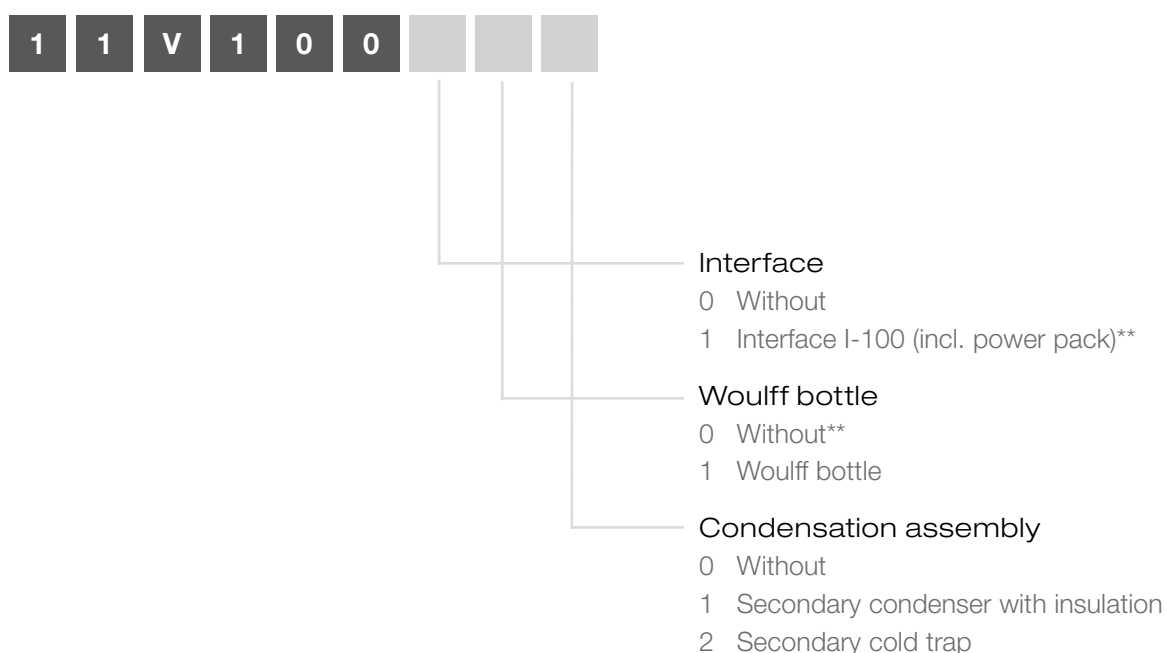 1 1 V 1 0 0
Interface
0 Without
1 Interface I-100 (incl. power pack)**
Woulff bottle
0 Without**
1 Woulff bottle
Condensation assembly
0 Without
1 Secondary condenser with insulation
2 Secondary cold trap